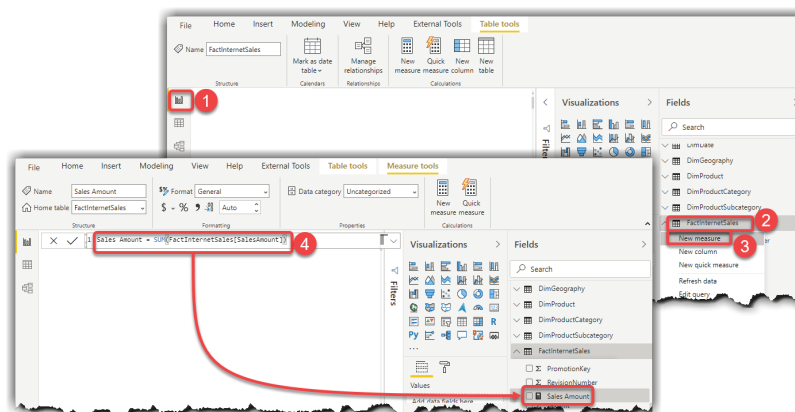 File Home Insert Modeling View Help External Tools Table tools
Name FactInternetSales
Mark as date table
Manage relationships
New measure
Quick measure
New column
New table
Structure Calendars Relationships Calculations
1
Visualizations
Filters
Fields
Search
DimDate
DimGeography
DimProduct
DimProductCategory
DimProductSubcategory
FactInternetSales
2
New measure
3
New column
New quick measure
Refresh data
Edit query
File Home Insert Modeling View Help External Tools Table tools Measure tools
Name Sales Amount
Home table FactInternetSales
$% Format General
$ % 9 Auto
Data category Uncategorized
New measure
Quick measure
Structure Formatting Properties Calculations
1 Sales Amount = SUM(FactInternetSales[SalesAmount])
4
Visualizations
Filters
R
Py
...
Values
Add data fields here
Fields
Search
DimGeography
DimProduct
DimProductCategory
DimProductSubcategory
FactInternetSales
Σ PromotionKey
Σ RevisionNumber
Sales Amount